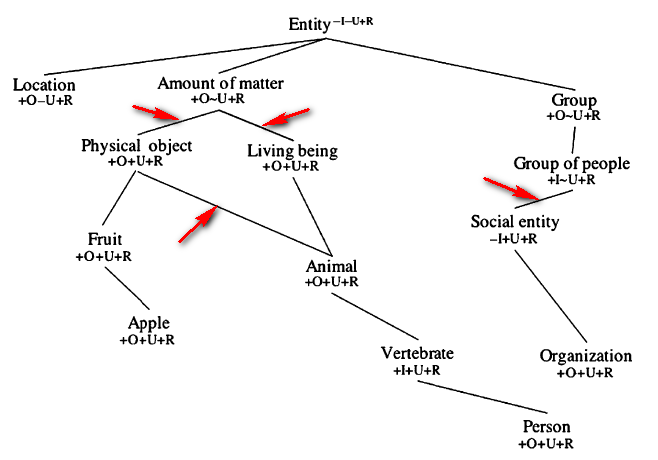 Entity −I−U+R
Location
+O−U+R
Amount of matter
+O~U+R
Group
+O~U+R
Physical object
+O+U+R
Living being
+O+U+R
Group of people
+I~U+R
Social entity
−I+U+R
Fruit
+O+U+R
Animal
+O+U+R
Apple
+O+U+R
Vertebrate
+I+U+R
Organization
+O+U+R
Person
+O+U+R